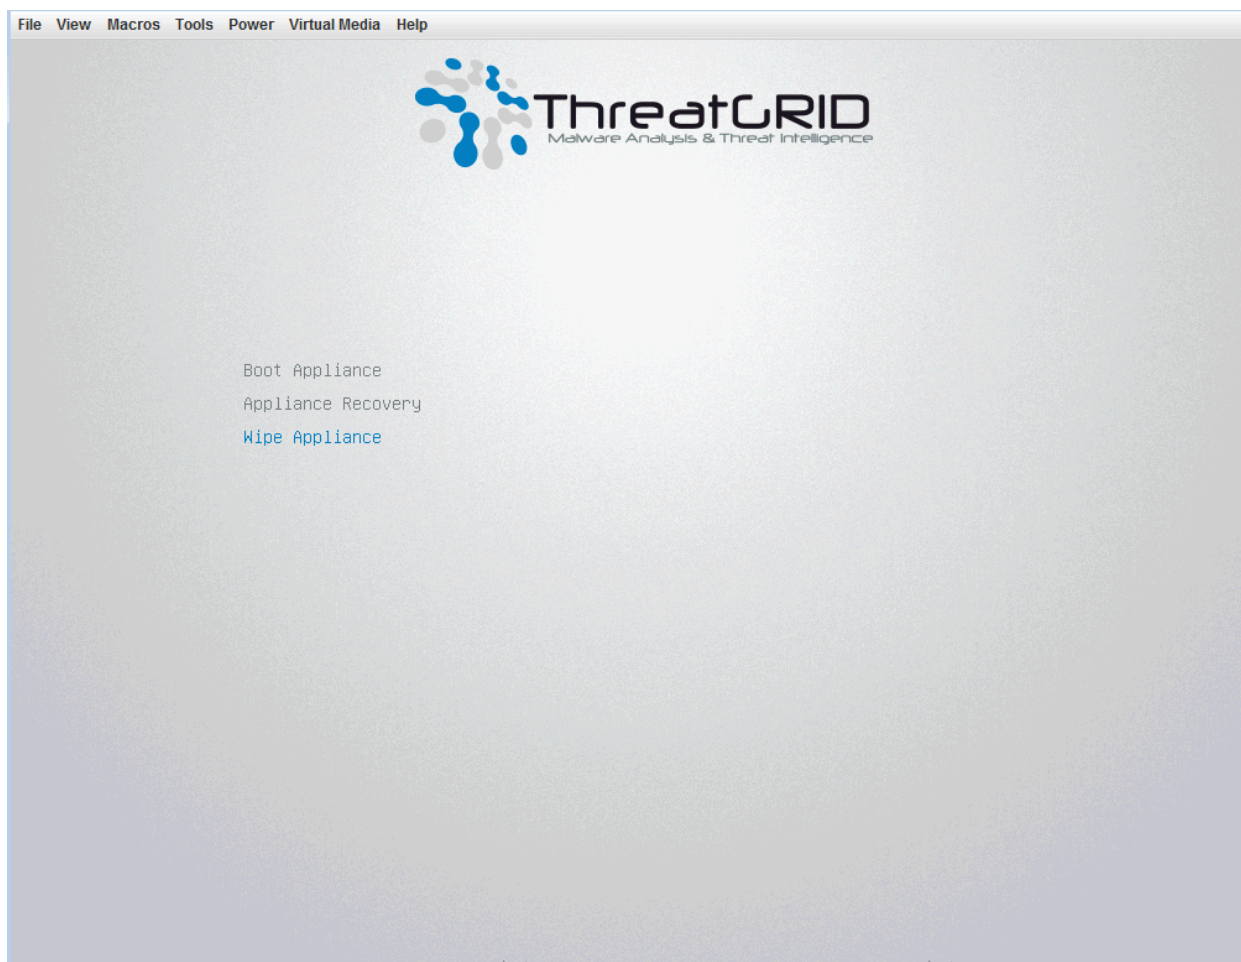 File View Macros Tools Power Virtual Media Help
ThreatGRID
Malware Analysis & Threat Intelligence
Boot Appliance
Appliance Recovery
Wipe Appliance